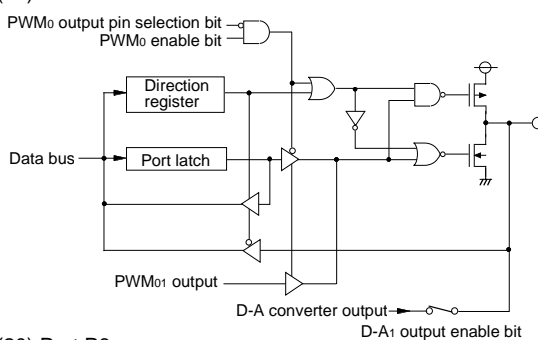 PWM0 output pin selection bit
PWM0 enable bit
Direction
register
Data bus
Port latch
PWM01 output
D-A converter output
D-A1 output enable bit